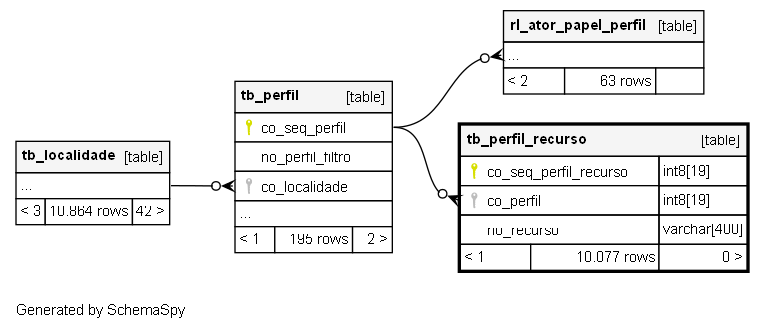 rl_ator_papel_perfil [table]
...
< 2 63 rows
tb_perfil [table]
co_seq_perfil
no_perfil_filtro
co_localidade
...
< 1 195 rows 2 >
tb_perfil_recurso [table]
co_seq_perfil_recurso int8[19]
co_perfil int8[19]
no_recurso varchar[400]
< 1 10.077 rows 0 >
tb_localidade [table]
...
< 3 10.864 rows 42 >
Generated by SchemaSpy